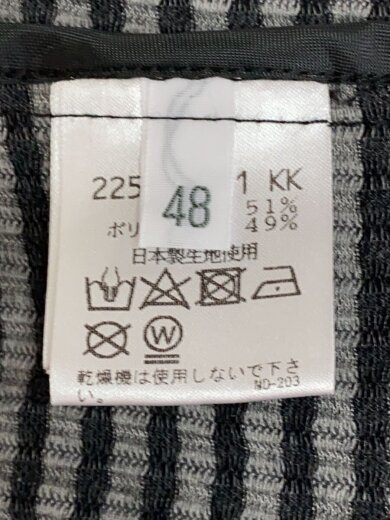 225 1 KK
48
51%
ポリ 49%
日本製生地使用
W
乾燥機は使用しないで下さ
い。
ND-203